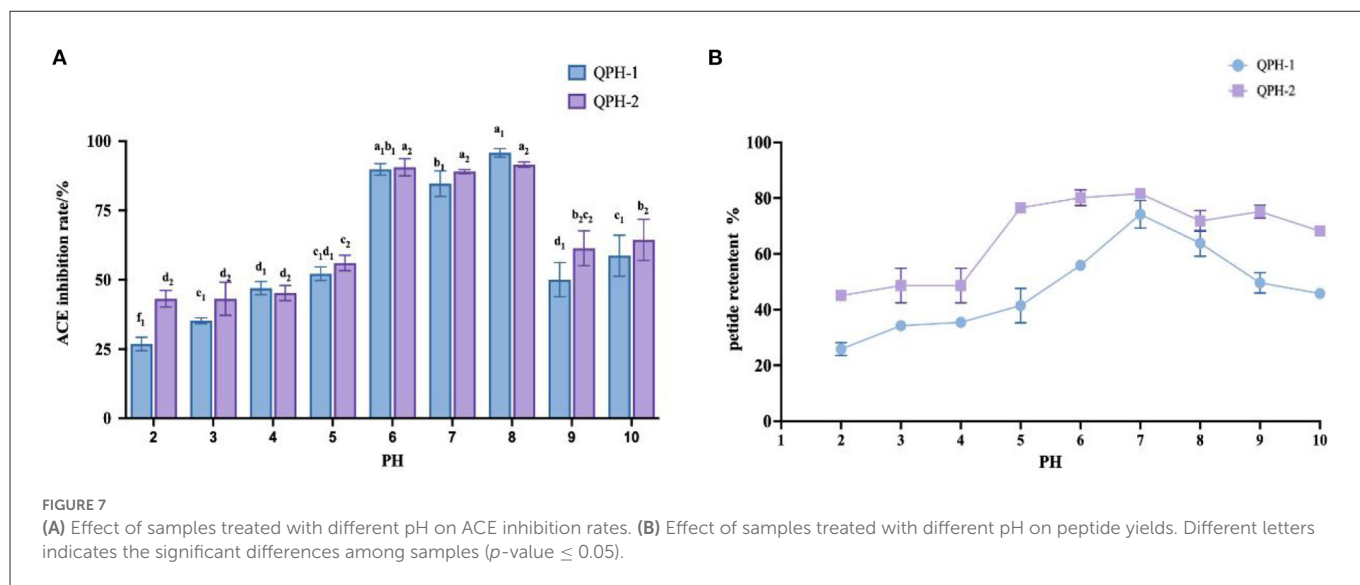 A
QPH-1
QPH-2
100
75
50
25
0
ACE inhibition rate/%
f₁
d₂
e₁
d₂
d₁
d₂
c₁d₁
c₂
a₁b₁
a₂
b₁
a₂
a₁
a₂
d₁
b₂c₂
c₁
b₂
2 3 4 5 6 7 8 9 10
PH
B
QPH-1
QPH-2
100
80
60
40
20
0
petide retentent %
1 2 3 4 5 6 7 8 9 10
PH
FIGURE 7
(A) Effect of samples treated with different pH on ACE inhibition rates. (B) Effect of samples treated with different pH on peptide yields. Different letters
indicates the significant differences among samples (p-value ≤ 0.05).